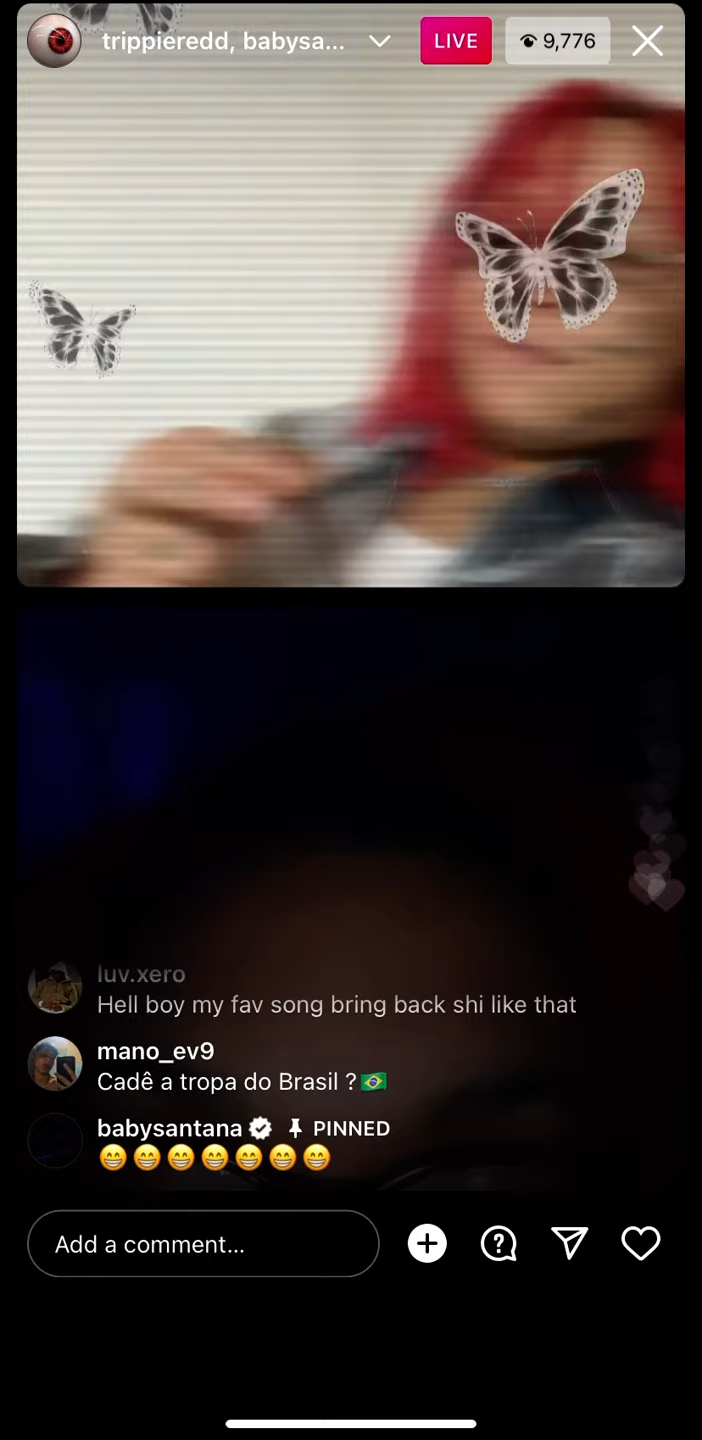 trippieredd, babysa...
LIVE
9,776
luv.xero
Hell boy my fav song bring back shi like that
mano_ev9
Cadê a tropa do Brasil ?🇧🇷
babysantana PINNED
😁😁😁😁😁😁😁
Add a comment...